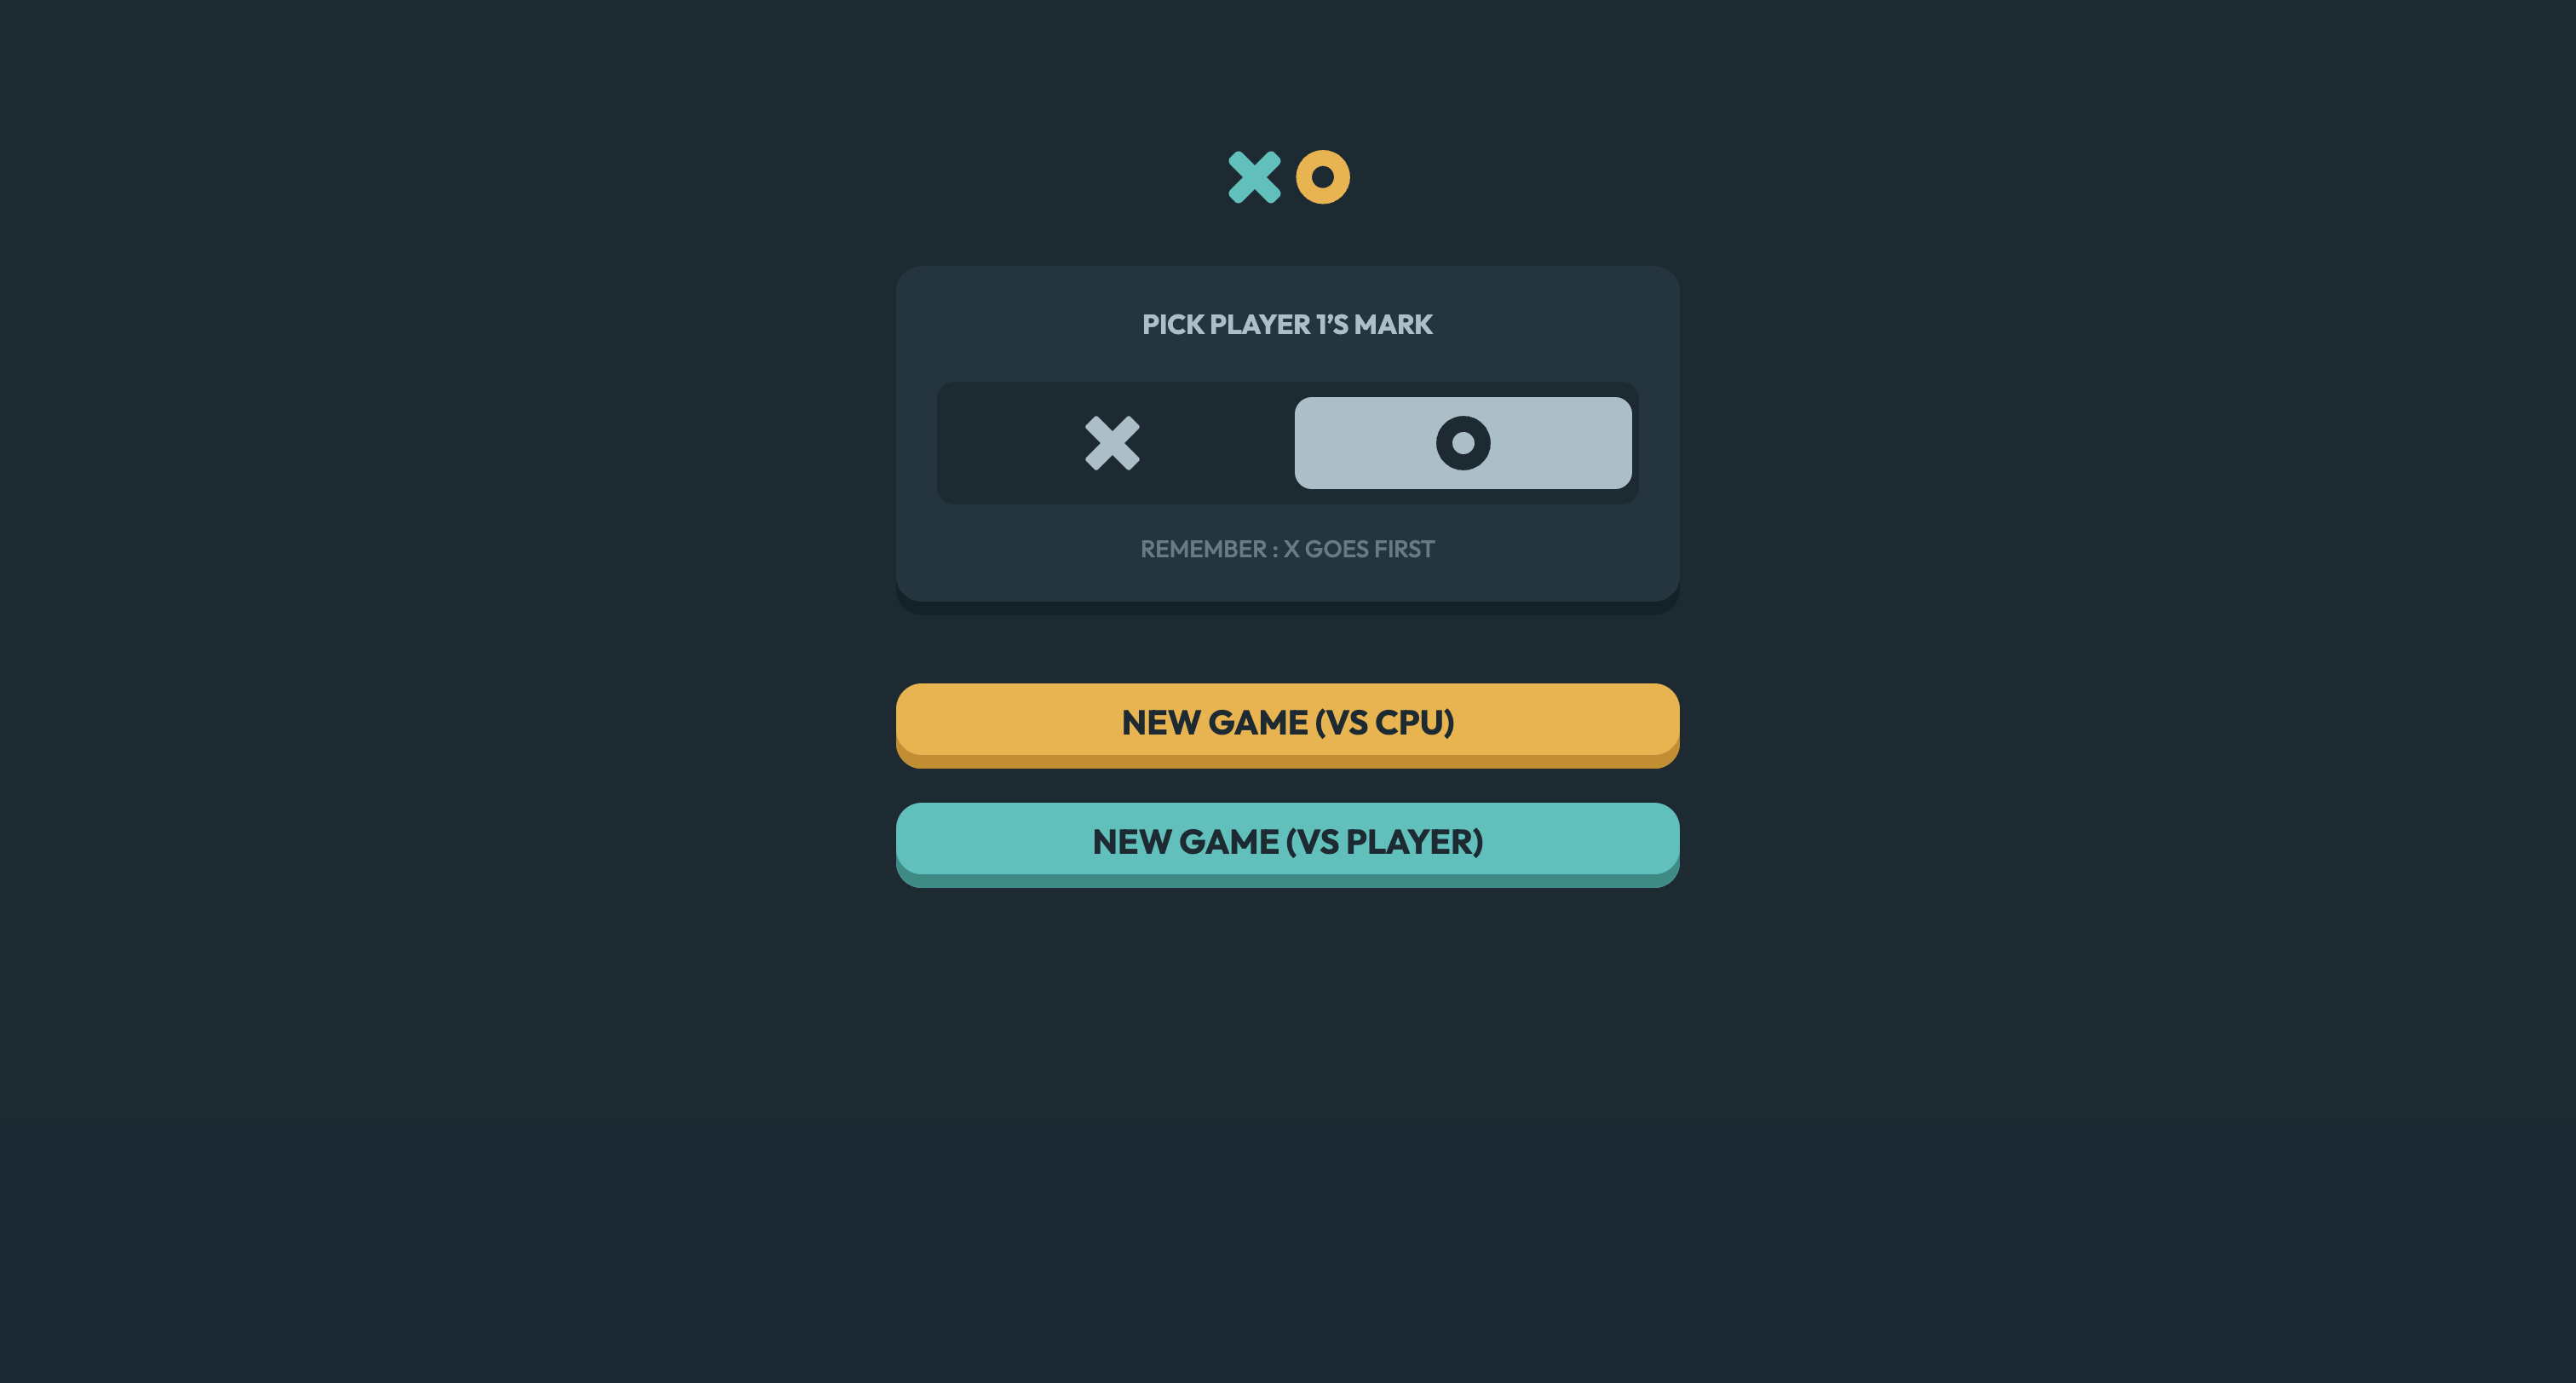 PICK PLAYER 1’S MARK
REMEMBER : X GOES FIRST
NEW GAME (VS CPU)
NEW GAME (VS PLAYER)